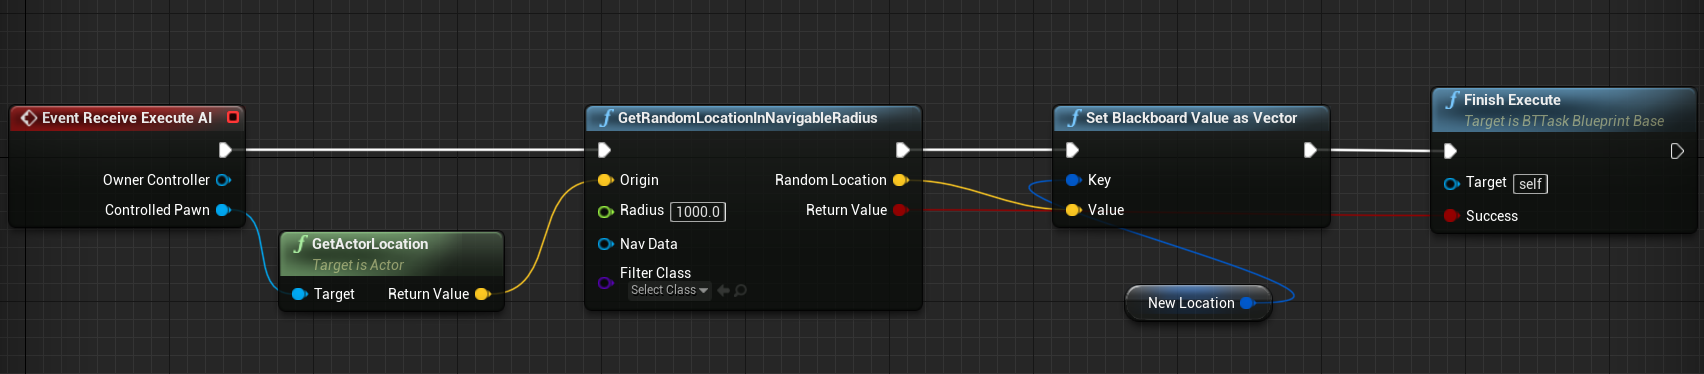 Event Receive Execute AI
Owner Controller
Controlled Pawn
GetActorLocation
Target is Actor
Target
Return Value
GetRandomLocationInNavigableRadius
Origin
Random Location
Radius 1000.0
Return Value
Nav Data
Filter Class
Select Class
Set Blackboard Value as Vector
Key
Value
New Location
Finish Execute
Target is BTTask Blueprint Base
Target self
Success